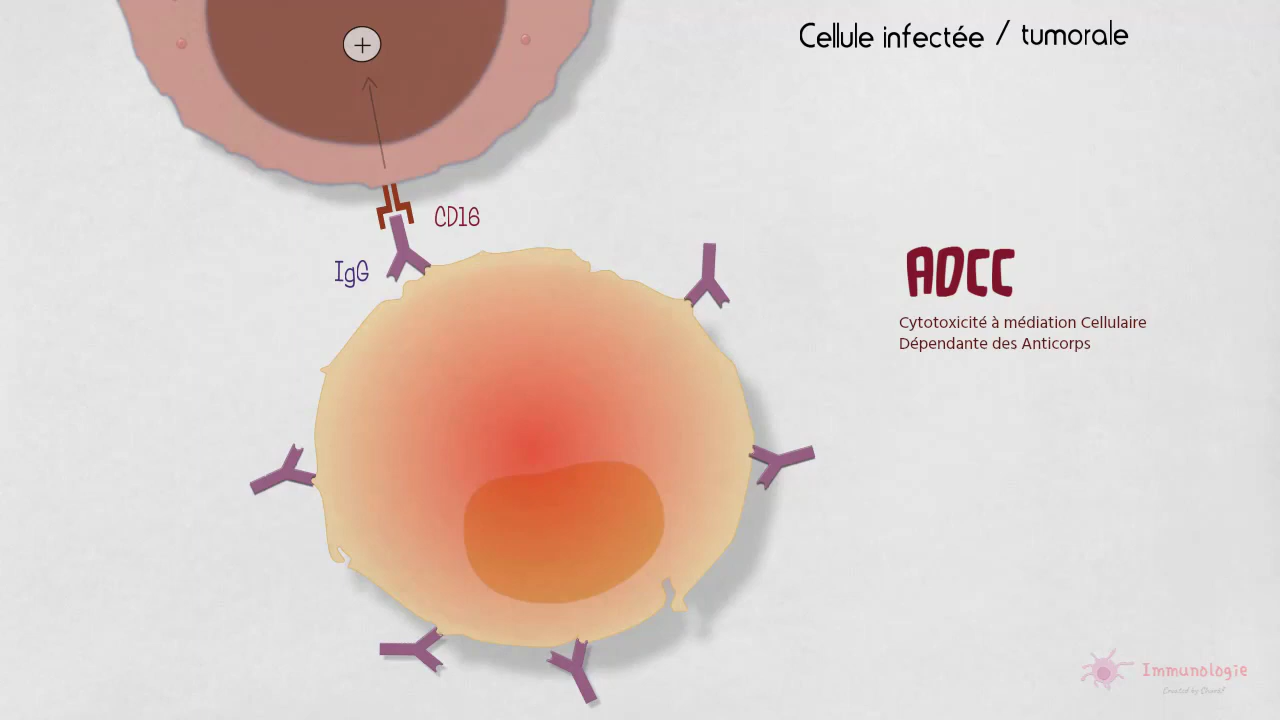 Cellule infectée / tumorale
+
CD16
IgG
ADCC
Cytotoxicité à médiation Cellulaire
Dépendante des Anticorps
Immunologie